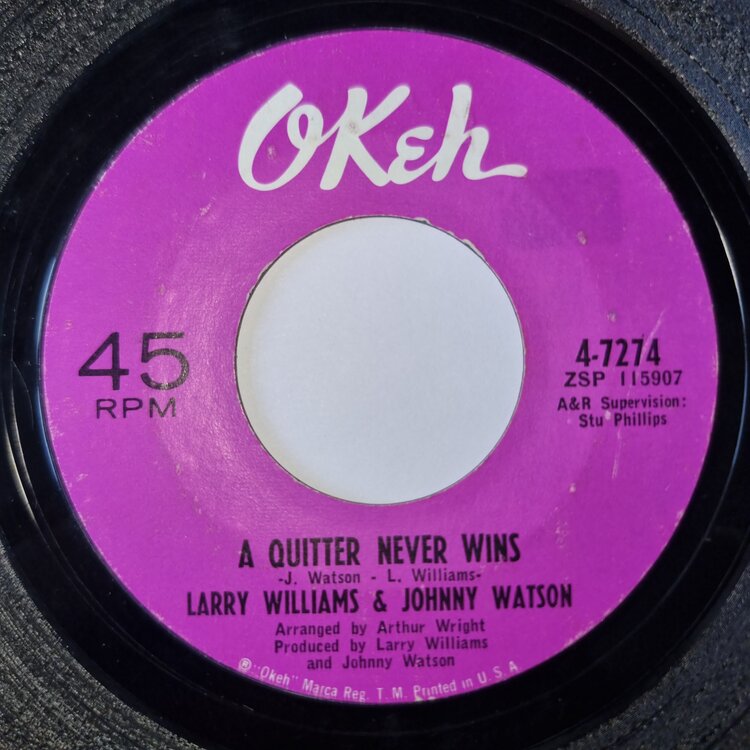 OKeh
45
RPM
4-7274
ZSP 115907
A&R Supervision:
Stu Phillips
A QUITTER NEVER WINS
-J. Watson - L. Williams-
LARRY WILLIAMS & JOHNNY WATSON
Arranged by Arthur Wright
Produced by Larry Williams
and Johnny Watson
® "Okeh" Marca Reg. T. M. Printed in U.S.A